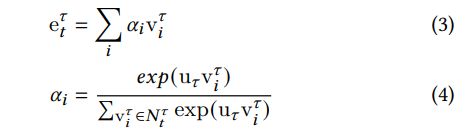 e_t^τ = ∑_i α_i v_i^τ (3)
α_i = exp(u_τ v_i^τ) / ∑_{v_i^τ ∈ N_t^τ} exp(u_τ v_i^τ) (4)